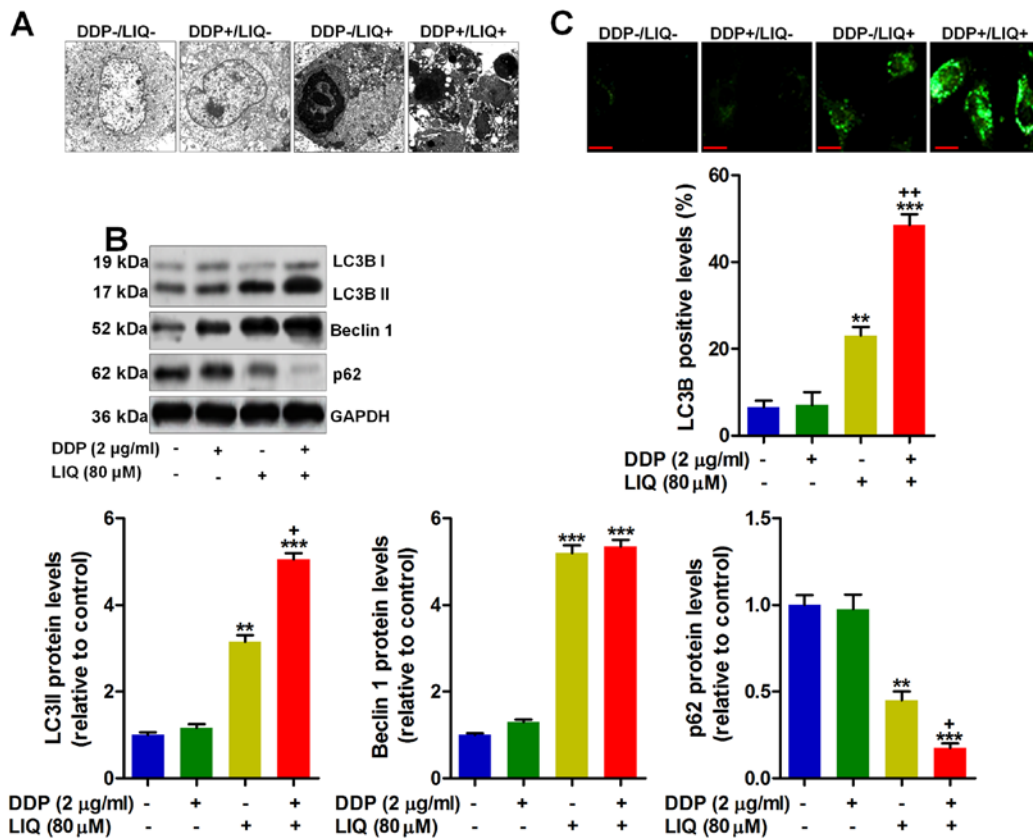 A
DDP-/LIQ- DDP+/LIQ- DDP-/LIQ+ DDP+/LIQ+
B
19 kDa LC3B I
17 kDa LC3B II
52 kDa Beclin 1
62 kDa p62
36 kDa GAPDH
DDP (2 µg/ml) - + - +
LIQ (80 µM) - - + +
C
DDP-/LIQ- DDP+/LIQ- DDP-/LIQ+ DDP+/LIQ+
LC3B positive levels (%)
60
40
20
0
**
++
***
DDP (2 µg/ml) - + - +
LIQ (80 µM) - - + +
LC3II protein levels
(relative to control)
6
4
2
0
**
+
***
DDP (2 µg/ml) - + - +
LIQ (80 µM) - - + +
Beclin 1 protein levels
(relative to control)
6
4
2
0
*** ***
DDP (2 µg/ml) - + - +
LIQ (80 µM) - - + +
p62 protein levels
(relative to control)
1.5
1.0
0.5
0.0
**
+
***
DDP (2 µg/ml) - + - +
LIQ (80 µM) - - + +